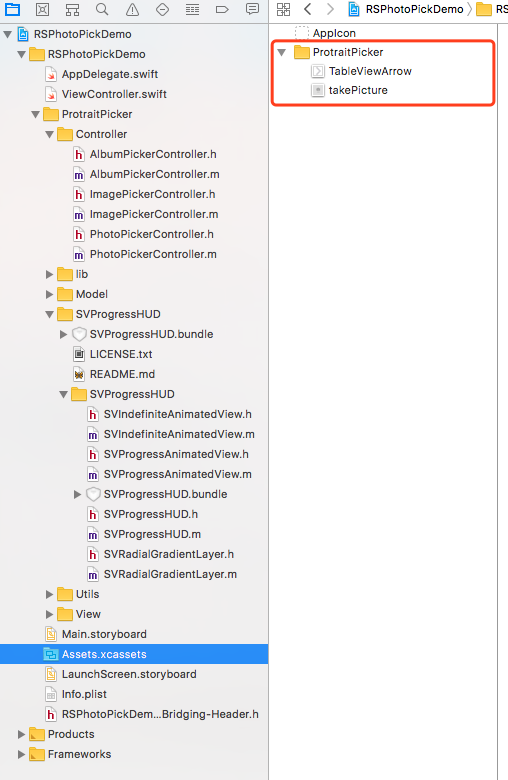 RSPhotoPickDemo
RSPhotoPickDemo
AppDelegate.swift
ViewController.swift
ProtraitPicker
Controller
AlbumPickerController.h
AlbumPickerController.m
ImagePickerController.h
ImagePickerController.m
PhotoPickerController.h
PhotoPickerController.m
lib
Model
SVProgressHUD
SVProgressHUD.bundle
LICENSE.txt
README.md
SVProgressHUD
SVIndefiniteAnimatedView.h
SVIndefiniteAnimatedView.m
SVProgressAnimatedView.h
SVProgressAnimatedView.m
SVProgressHUD.bundle
SVProgressHUD.h
SVProgressHUD.m
SVRadialGradientLayer.h
SVRadialGradientLayer.m
Utils
View
Main.storyboard
Assets.xcassets
LaunchScreen.storyboard
Info.plist
RSPhotoPickDem...Bridging-Header.h
Products
Frameworks
RSPhotoPickDemo RS
AppIcon
ProtraitPicker
TableViewArrow
takePicture